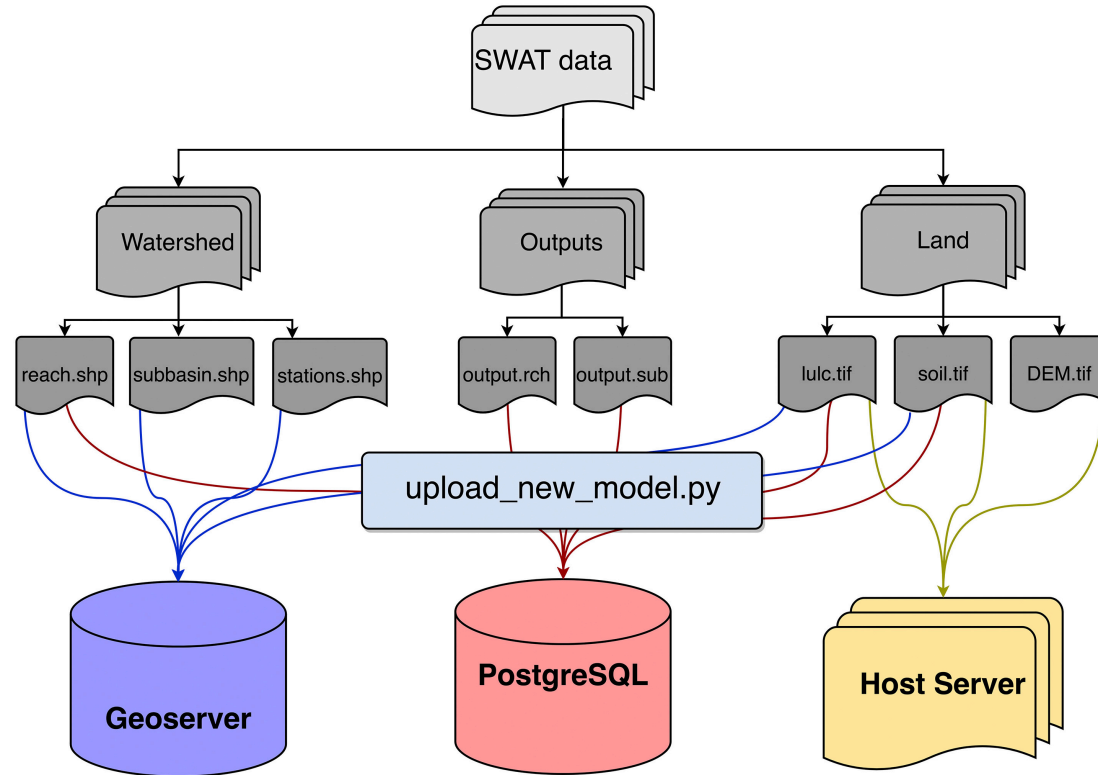 SWAT data
Watershed
Outputs
Land
reach.shp
subbasin.shp
stations.shp
output.rch
output.sub
lulc.tif
soil.tif
DEM.tif
upload_new_model.py
Geoserver
PostgreSQL
Host Server